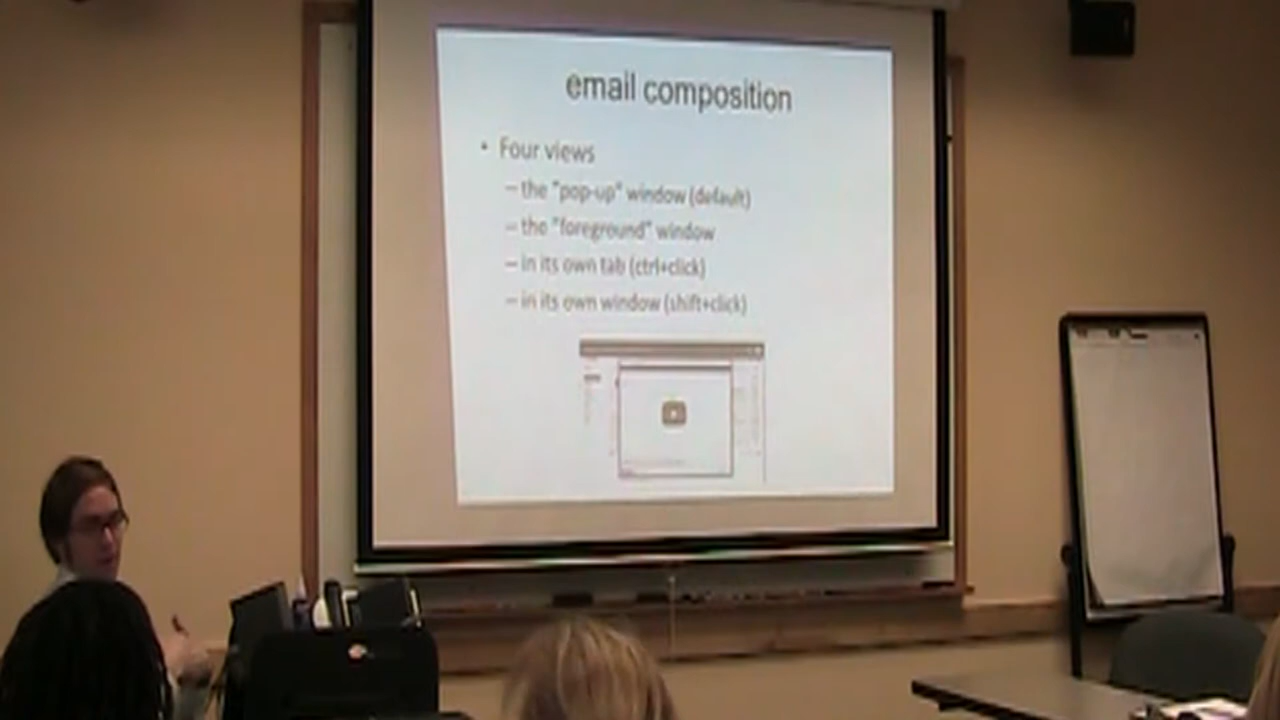 email composition
• Four views
– the "pop-up" window (default)
– the "foreground" window
– in its own tab (ctrl+click)
– in its own window (shift+click)